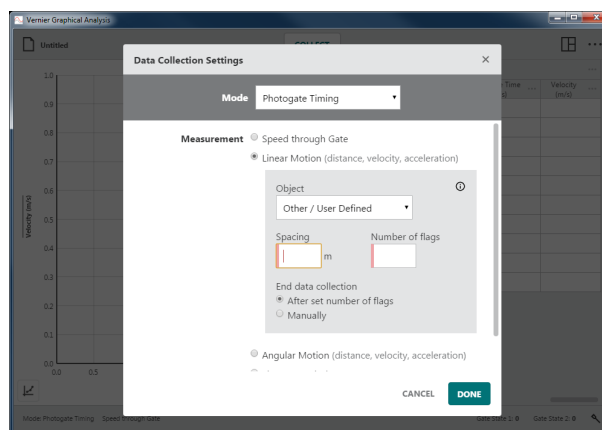 Vernier Graphical Analysis
Untitled
COLLECT
Data Collection Settings
Mode Photogate Timing
Measurement Speed through Gate
Linear Motion (distance, velocity, acceleration)
Object
Other / User Defined
Spacing Number of flags
m
End data collection
After set number of flags
Manually
Angular Motion (distance, velocity, acceleration)
CANCEL DONE
Time Velocity
(m/s)
1.0
0.9
0.8
0.7
0.6
0.5
0.4
0.3
0.2
0.1
0.0
0.0 0.5
Velocity (m/s)
Mode: Photogate Timing Speed through Gate Gate State 1: 0 Gate State 2: 0